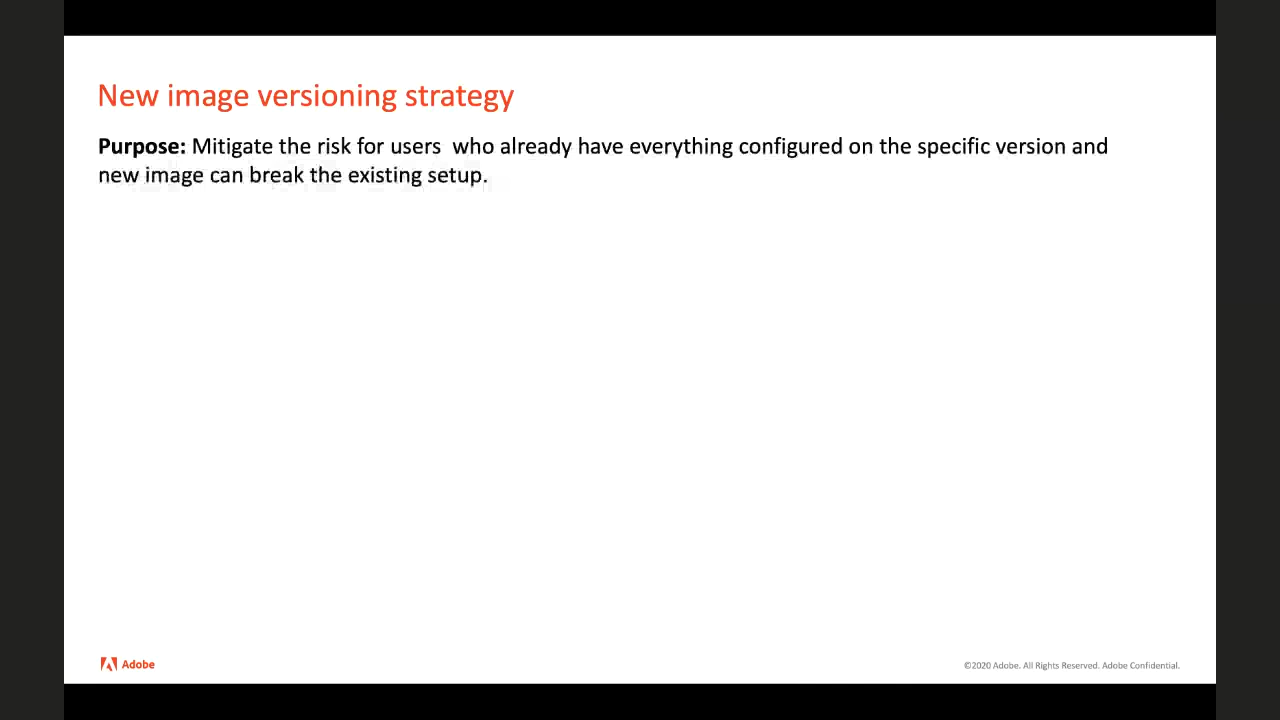 New image versioning strategy
Purpose: Mitigate the risk for users  who already have everything configured on the specific version and
new image can break the existing setup.
Adobe
©2020 Adobe. All Rights Reserved. Adobe Confidential.